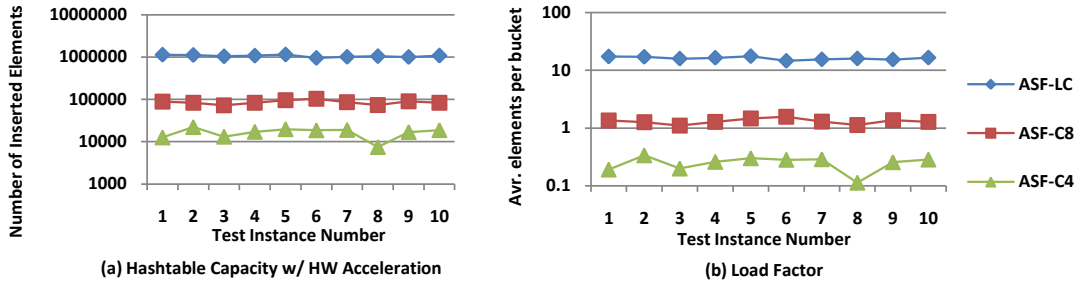 Number of Inserted Elements
10000000
1000000
100000
10000
1000
1 2 3 4 5 6 7 8 9 10
Test Instance Number
(a) Hashtable Capacity w/ HW Acceleration
Avr. elements per bucket
100
10
1
0.1
1 2 3 4 5 6 7 8 9 10
Test Instance Number
(b) Load Factor
ASF-LC
ASF-C8
ASF-C4